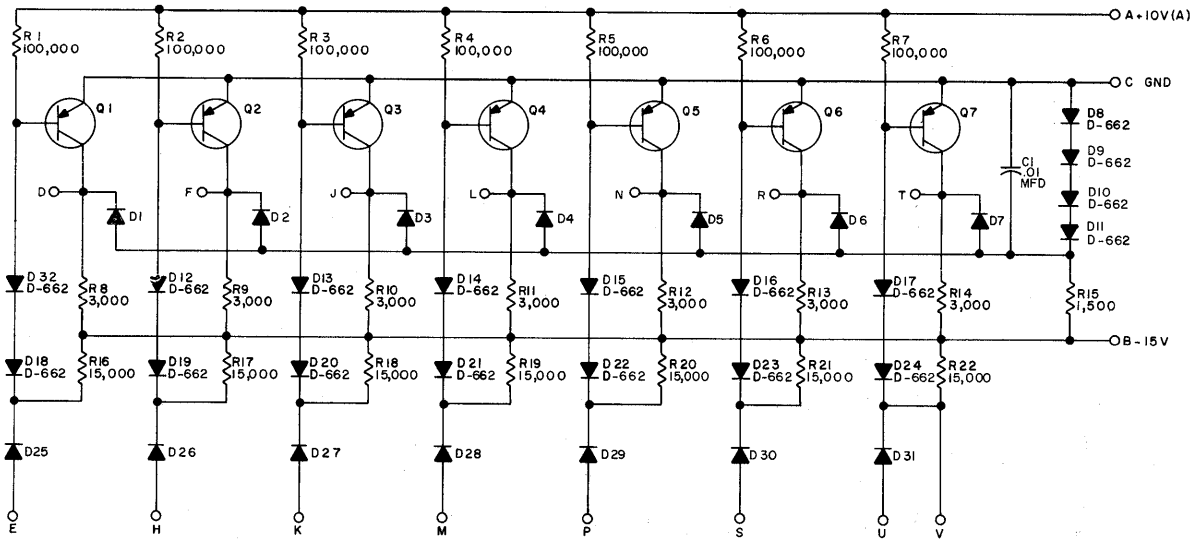 A+10V(A)
R1
100,000
R2
100,000
R3
100,000
R4
100,000
R5
100,000
R6
100,000
R7
100,000
C GND
Q1
Q2
Q3
Q4
Q5
Q6
Q7
D8
D-662
D9
D-662
D10
D-662
D11
D-662
C1
.01
MFD
D
F
J
L
N
R
T
D1
D2
D3
D4
D5
D6
D7
D32
D-662
R8
3,000
D12
D-662
R9
3,000
D13
D-662
R10
3,000
D14
D-662
R11
3,000
D15
D-662
R12
3,000
D16
D-662
R13
3,000
D17
D-662
R14
3,000
R15
1,500
B-15V
D18
D-662
R16
15,000
D19
D-662
R17
15,000
D20
D-662
R18
15,000
D21
D-662
R19
15,000
D22
D-662
R20
15,000
D23
D-662
R21
15,000
D24
D-662
R22
15,000
D25
D26
D27
D28
D29
D30
D31
E
H
K
M
P
S
U
V